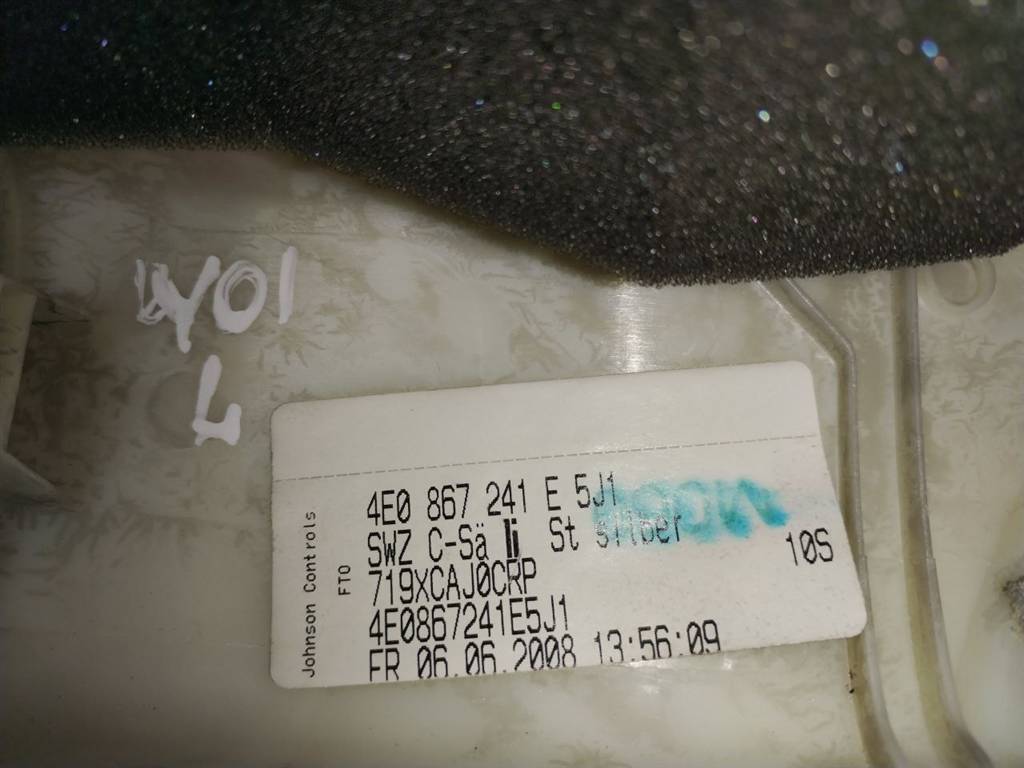 L
4E0 867 241 E 5J1
SWZ C-Sä li St silber
10S
719XCAJ0CRP
4E0867241E5J1
FR 06.06.2008 13:56:09
Johnson Controls
FTO